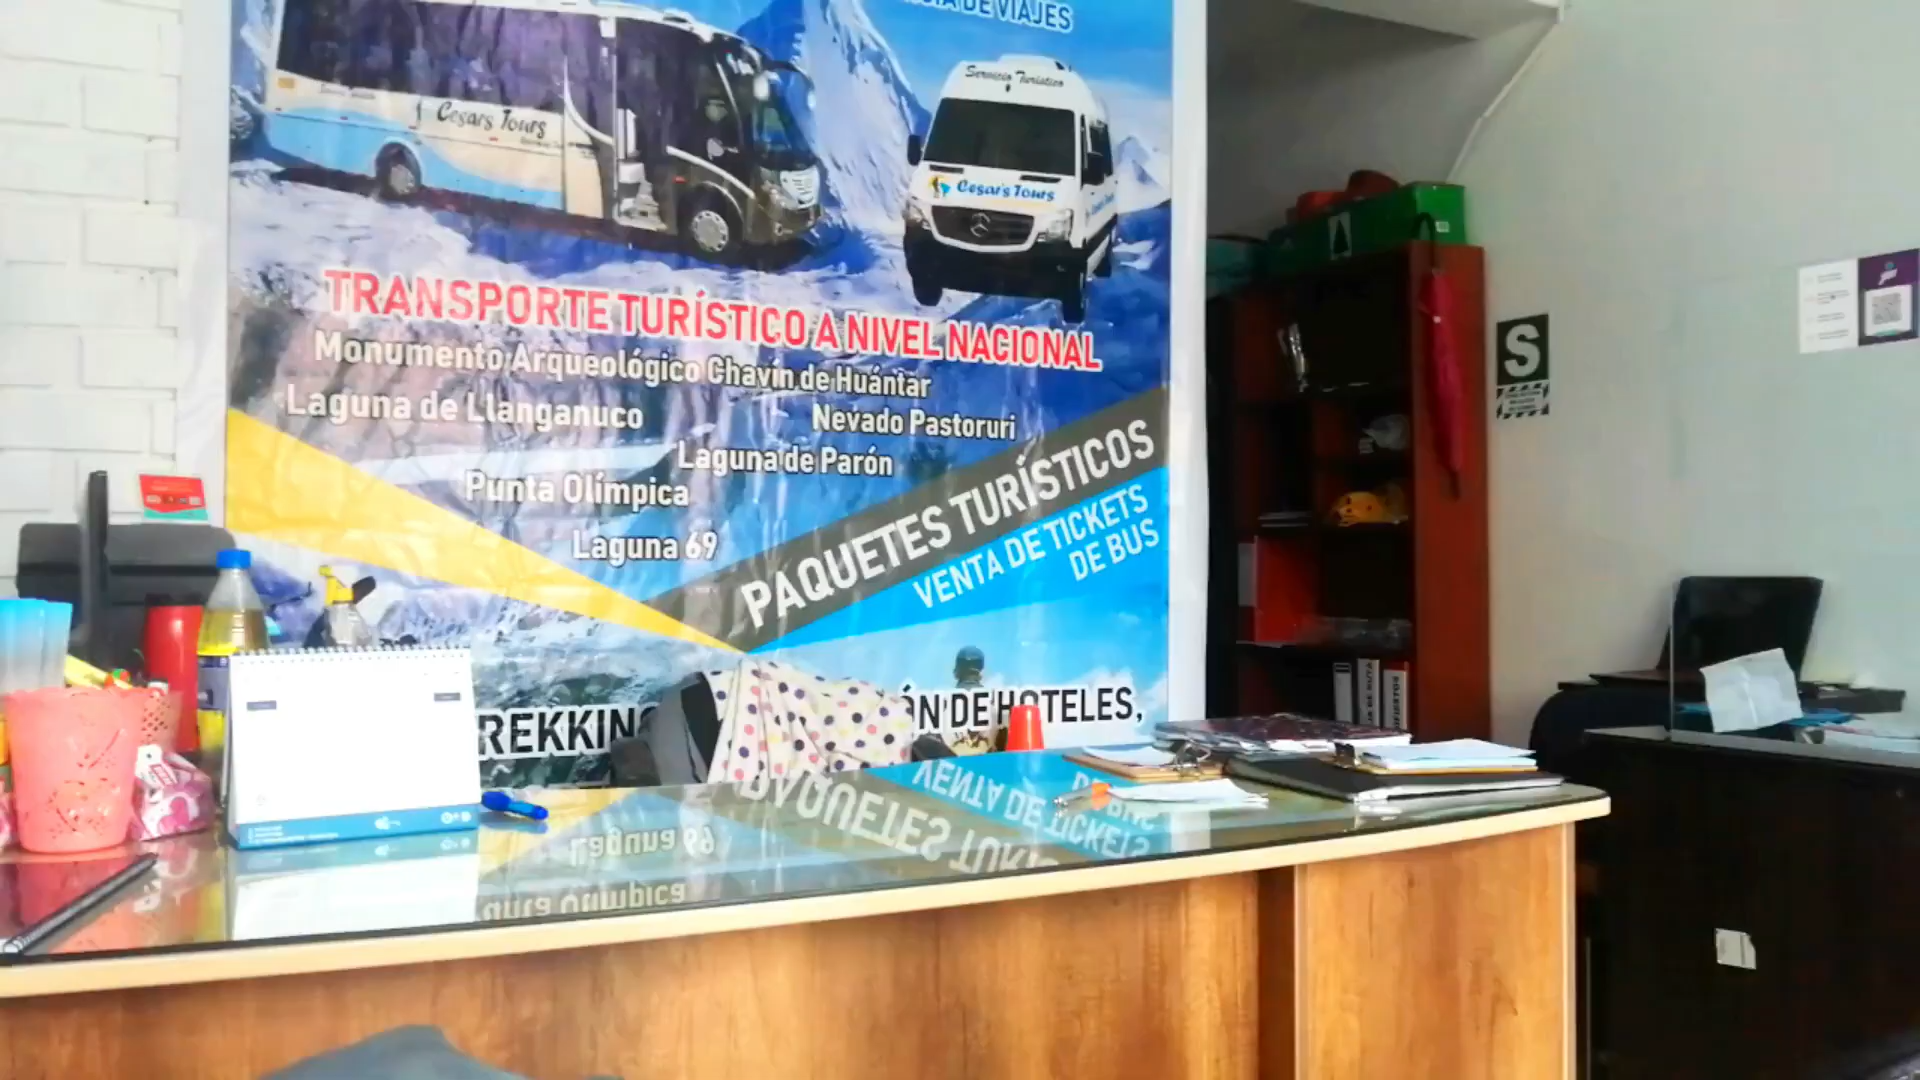 DE VIAJES
Servicio Turístico
Cesar's Tours
Cesar's Tours
TRANSPORTE TURÍSTICO A NIVEL NACIONAL
Monumento Arqueológico Chavín de Huántar
Laguna de Llanganuco
Nevado Pastoruri
Laguna de Parón
Punta Olímpica
Laguna 69
PAQUETES TURÍSTICOS
VENTA DE TICKETS
DE BUS
REKKING
ÓN DE HOTELES,
S